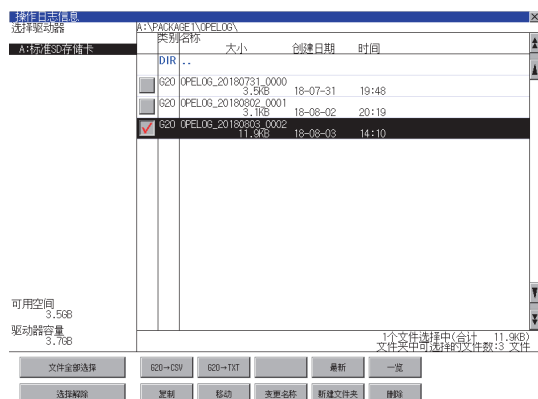 操作日志信息
选择驱动器
A:\PACKAGE1\OPELOG\
A:标准SD存储卡
类别名称
大小 创建日期 时间
DIR ..
G2O OPELOG_20180731_0000
3.5KB 18-07-31 19:48
G2O OPELOG_20180802_0001
3.1KB 18-08-02 20:19
G2O OPELOG_20180803_0002
11.9KB 18-08-03 14:10
可用空间
3.5GB
驱动器容量
3.7GB
1个文件选择中(合计 11.9KB)
文件夹中可选择的文件数:3 文件
文件全部选择 G2O→CSV G2O→TXT 最新 一览
选择解除 复制 移动 变更名称 新建文件夹 删除